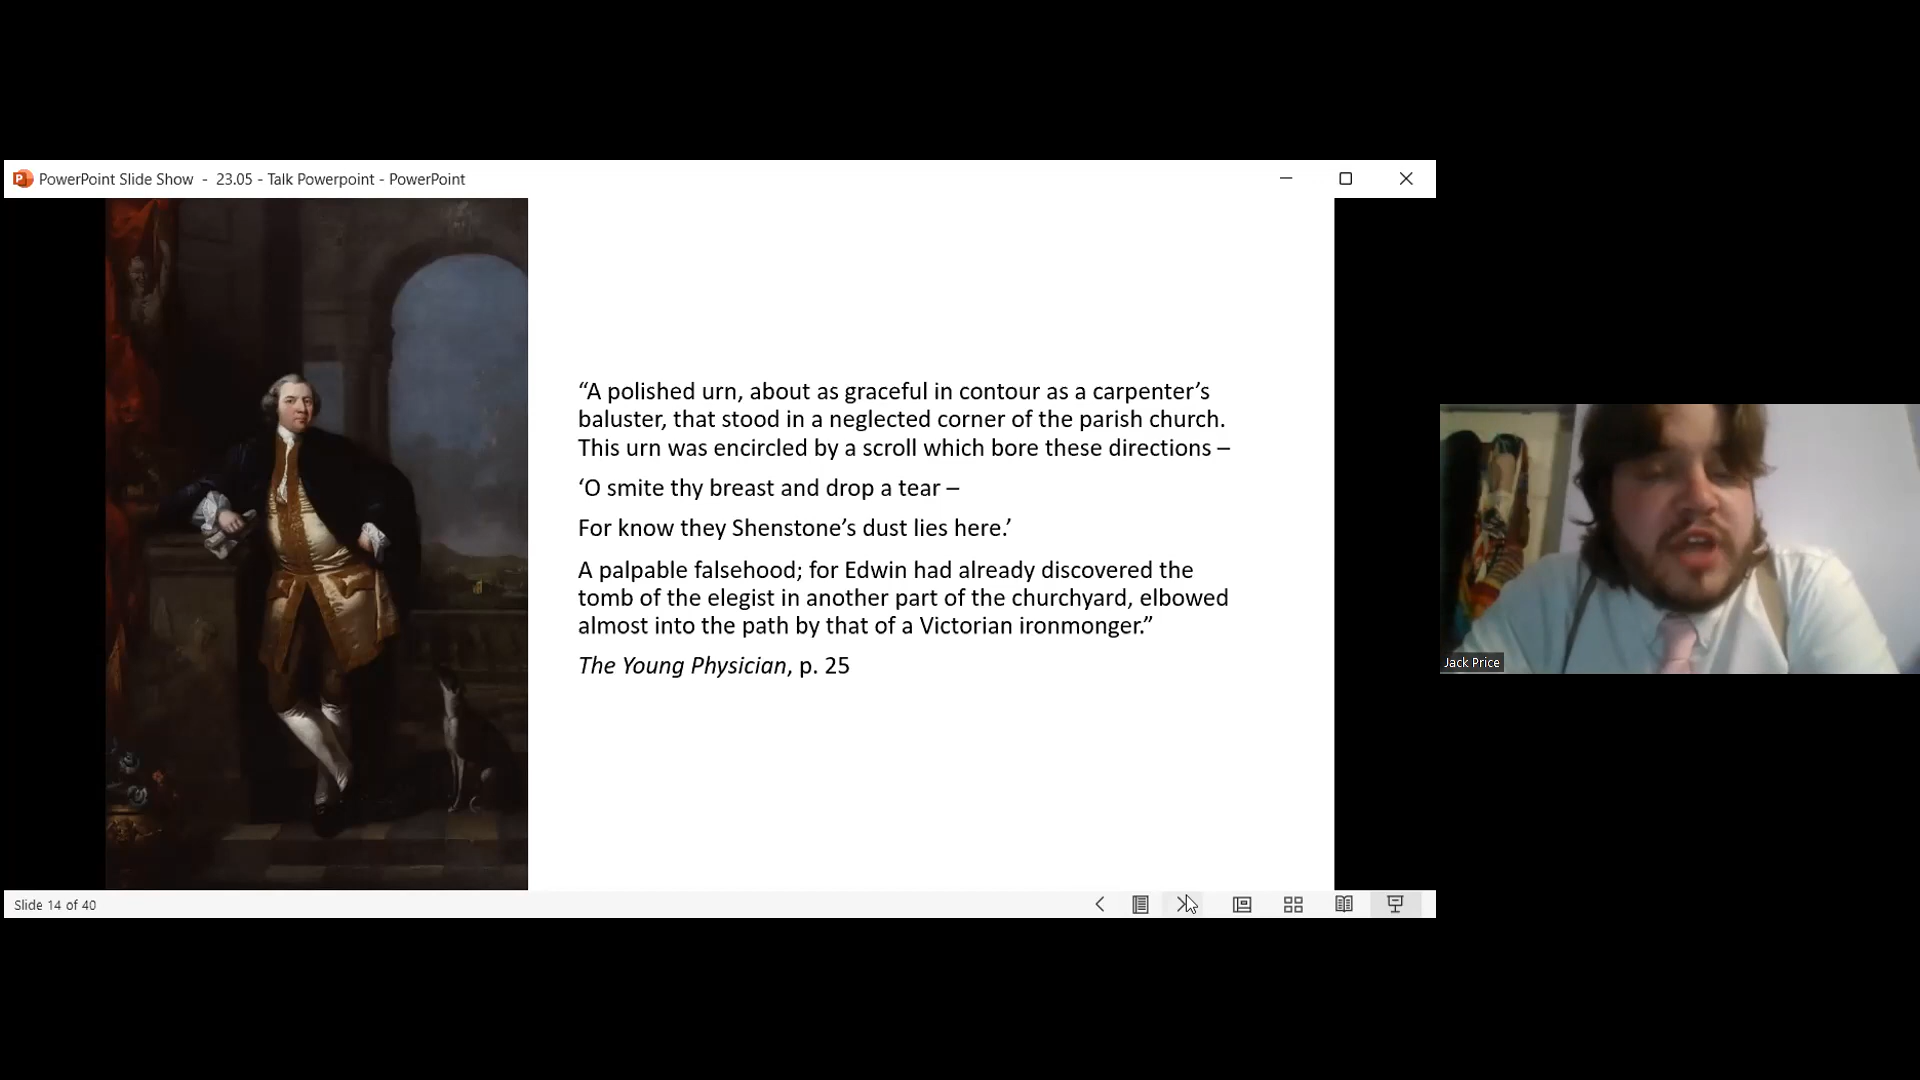 PowerPoint Slide Show - 23.05 - Talk Powerpoint - PowerPoint
“A polished urn, about as graceful in contour as a carpenter’s
baluster, that stood in a neglected corner of the parish church.
This urn was encircled by a scroll which bore these directions –
‘O smite thy breast and drop a tear –
For know they Shenstone’s dust lies here.’
A palpable falsehood; for Edwin had already discovered the
tomb of the elegist in another part of the churchyard, elbowed
almost into the path by that of a Victorian ironmonger.”
The Young Physician, p. 25
Jack Price
Slide 14 of 40